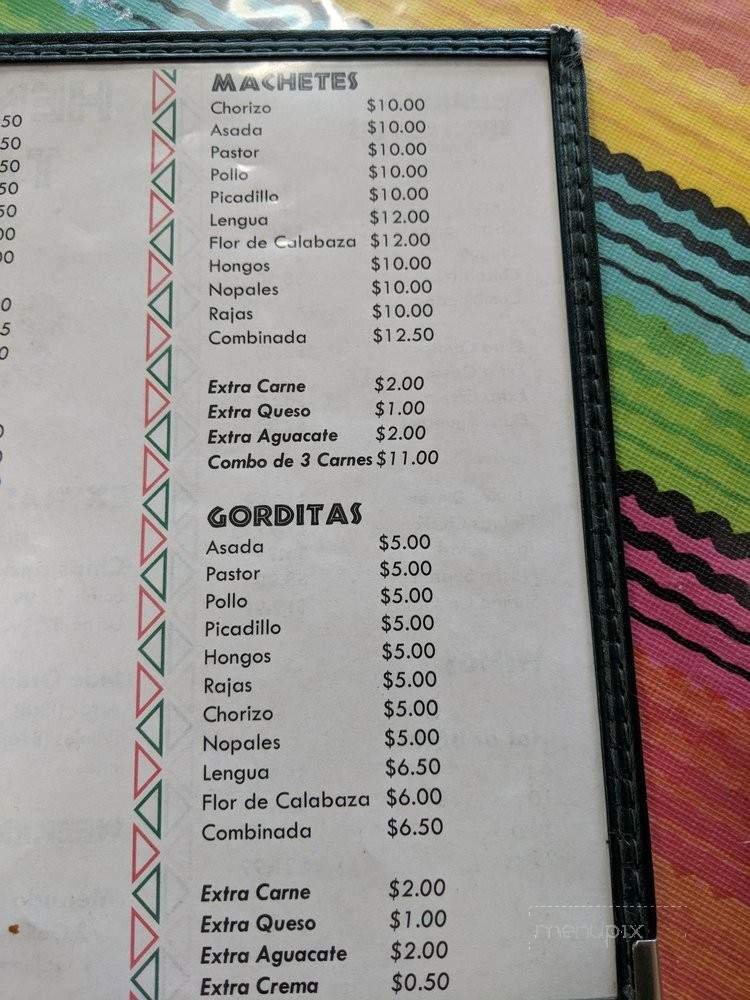 MACHETES
Chorizo $10.00
Asada $10.00
Pastor $10.00
Pollo $10.00
Picadillo $10.00
Lengua $12.00
Flor de Calabaza $12.00
Hongos $10.00
Nopales $10.00
Rajas $10.00
Combinada $12.50
Extra Carne $2.00
Extra Queso $1.00
Extra Aguacate $2.00
Combo de 3 Carnes $11.00
GORDITAS
Asada $5.00
Pastor $5.00
Pollo $5.00
Picadillo $5.00
Hongos $5.00
Rajas $5.00
Chorizo $5.00
Nopales $5.00
Lengua $6.50
Flor de Calabaza $6.00
Combinada $6.50
Extra Carne $2.00
Extra Queso $1.00
Extra Aguacate $2.00
Extra Crema $0.50
menupix